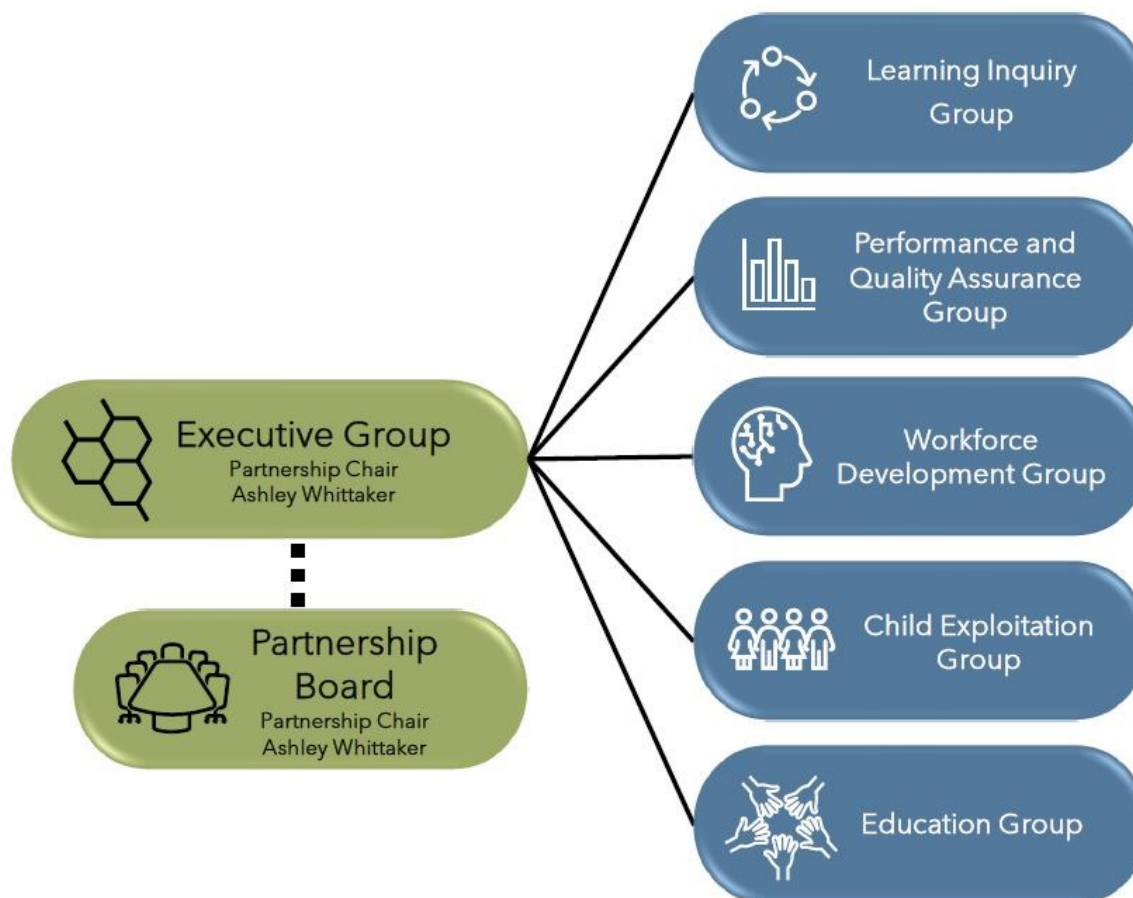 Executive Group
Partnership Chair
Ashley Whittaker
Partnership
Board
Partnership Chair
Ashley Whittaker
Learning Inquiry
Group
Performance and
Quality Assurance
Group
Workforce
Development Group
Child Exploitation
Group
Education Group